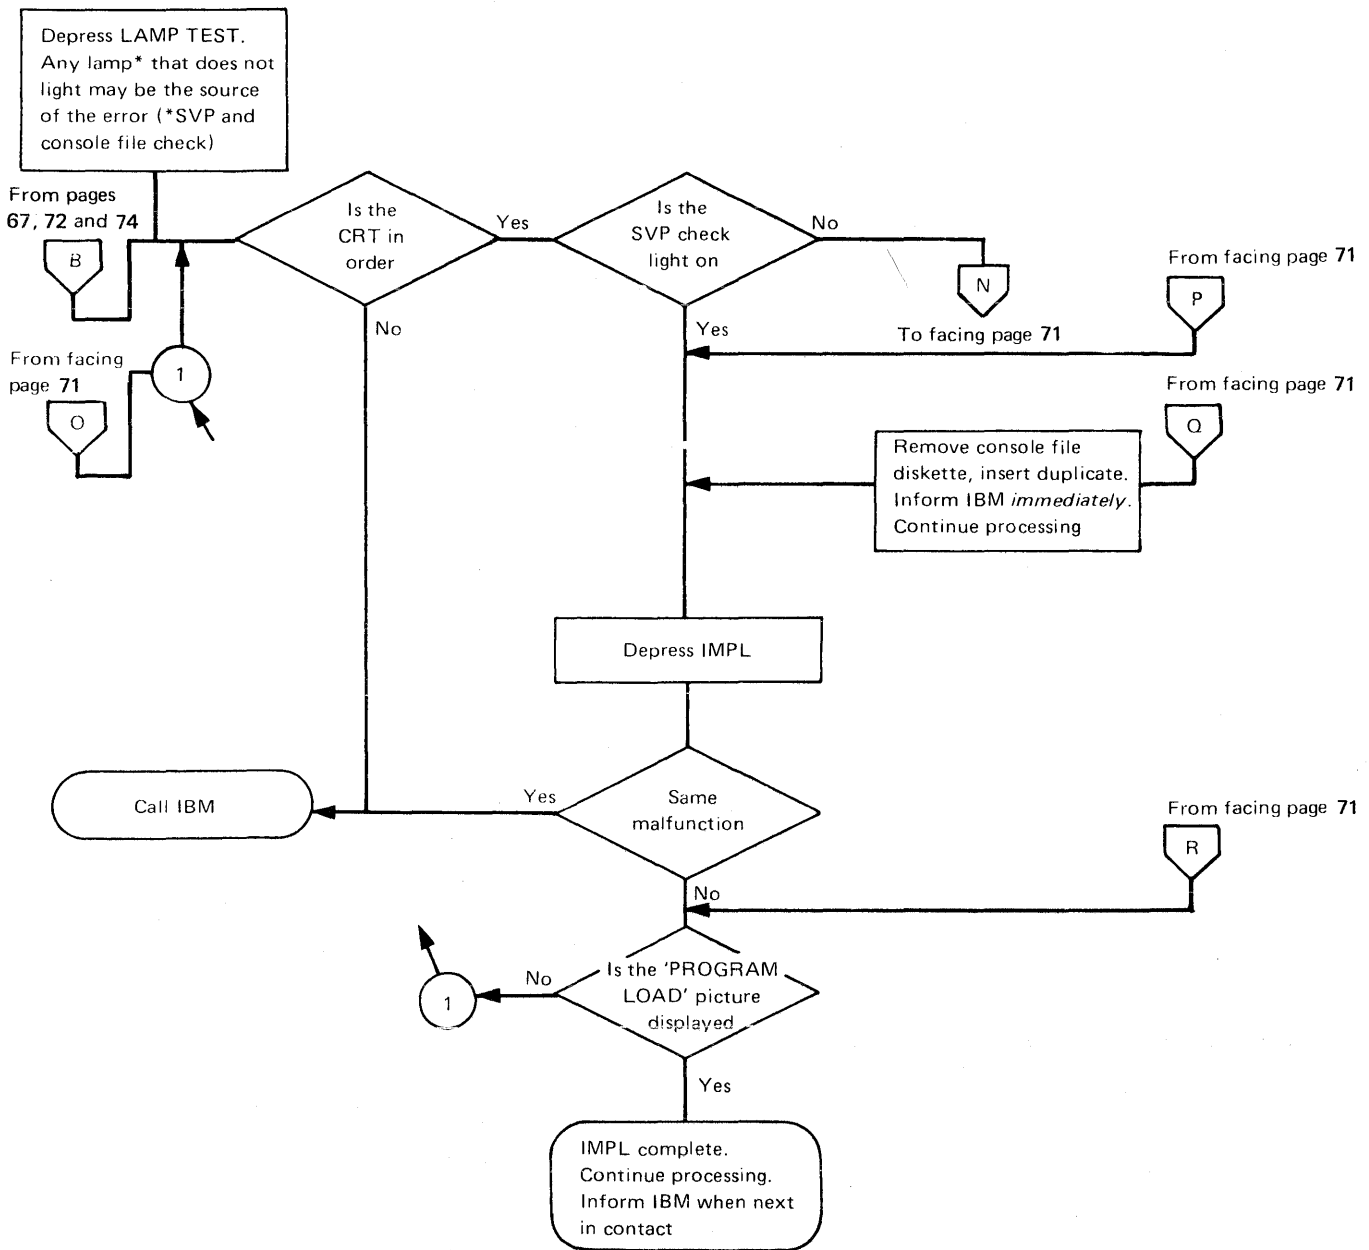 Depress LAMP TEST.
Any lamp* that does not
light may be the source
of the error (*SVP and
console file check)
From pages
67, 72 and 74
B
Is the
CRT in
order
Yes
No
Is the
SVP check
light on
No
Yes
N
To facing page 71
From facing page 71
P
From facing
page 71
O
1
From facing page 71
Q
Remove console file
diskette, insert duplicate.
Inform IBM immediately.
Continue processing
Depress IMPL
Same
malfunction
Yes
Call IBM
No
From facing page 71
R
Is the 'PROGRAM
LOAD' picture
displayed
No
1
Yes
IMPL complete.
Continue processing.
Inform IBM when next
in contact